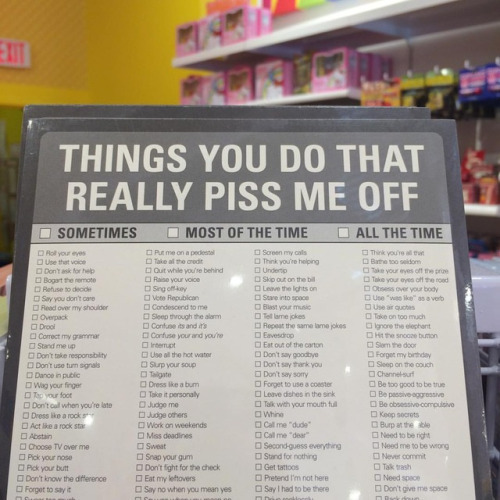 EXIT
THINGS YOU DO THAT
REALLY PISS ME OFF
☐ SOMETIMES ☐ MOST OF THE TIME ☐ ALL THE TIME
☐ Roll your eyes
☐ Use that voice
☐ Don't ask for help
☐ Bogart the remote
☐ Refuse to decide
☐ Say you don't care
☐ Read over my shoulder
☐ Overpack
☐ Drool
☐ Correct my grammar
☐ Stand me up
☐ Don't take responsibility
☐ Don't use turn signals
☐ Dance in public
☐ Wag your finger
☐ Tap your foot
☐ Don't call when you're late
☐ Dress like a rock star
☐ Act like a rock star
☐ Abstain
☐ Choose TV over me
☐ Pick your nose
☐ Pick your butt
☐ Don't know the difference
☐ Forget to say it
☐ Put me on a pedestal
☐ Take all the credit
☐ Quit while you're behind
☐ Raise your voice
☐ Sing off-key
☐ Vote Republican
☐ Condescend to me
☐ Sleep through the alarm
☐ Confuse its and it's
☐ Confuse your and you're
☐ Interrupt
☐ Use all the hot water
☐ Slurp your soup
☐ Tailgate
☐ Dress like a bum
☐ Take it personally
☐ Judge me
☐ Judge others
☐ Work on weekends
☐ Miss deadlines
☐ Sweat
☐ Snap your gum
☐ Don't fight for the check
☐ Eat my leftovers
☐ Say no when you mean yes
☐ Screen my calls
☐ Think you're helping
☐ Undertip
☐ Skip out on the bill
☐ Leave the lights on
☐ Stare into space
☐ Blast your music
☐ Tell lame jokes
☐ Repeat the same lame jokes
☐ Eavesdrop
☐ Eat out of the carton
☐ Don't say goodbye
☐ Don't say thank you
☐ Don't say sorry
☐ Forget to use a coaster
☐ Leave dishes in the sink
☐ Talk with your mouth full
☐ Whine
☐ Call me "dude"
☐ Call me "dear"
☐ Second-guess everything
☐ Stand for nothing
☐ Get tattoos
☐ Pretend I'm not here
☐ Say I had to be there
☐ Think you're all that
☐ Bathe too seldom
☐ Take your eyes off the prize
☐ Take your eyes off the road
☐ Obsess over your body
☐ Use "was like" as a verb
☐ Use air quotes
☐ Take on too much
☐ Ignore the elephant
☐ Hit the snooze button
☐ Slam the door
☐ Forget my birthday
☐ Sleep on the couch
☐ Channel-surf
☐ Be too good to be true
☐ Be passive-aggressive
☐ Be obsessive-compulsive
☐ Keep secrets
☐ Burp at the table
☐ Need to be right
☐ Need me to be wrong
☐ Never commit
☐ Talk trash
☐ Need space
☐ Don't give me space